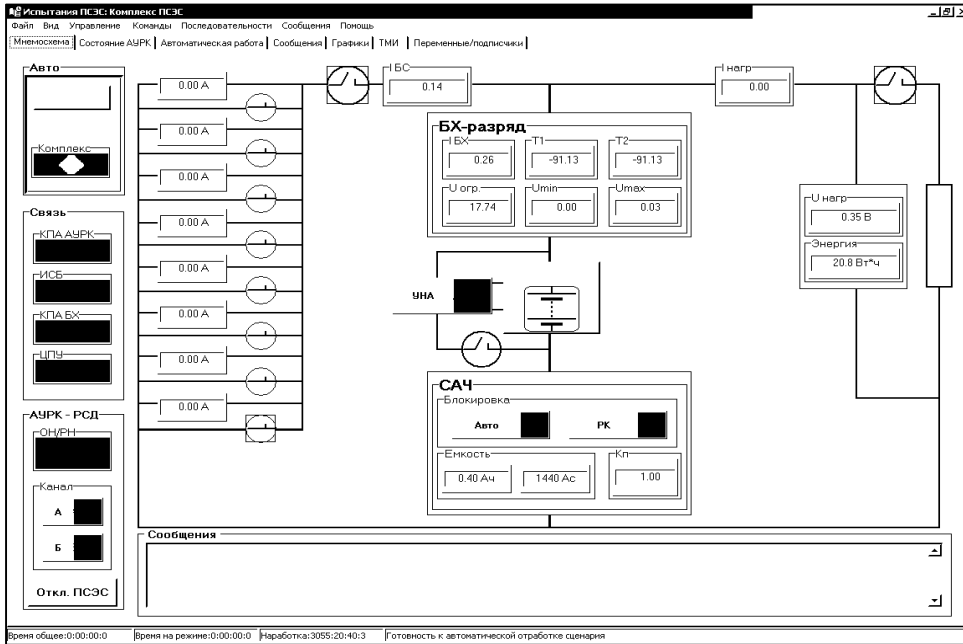 Испытания ПСЭС: Комплекс ПСЭС
Файл Вид Управление Команды Последовательности Сообщения Помощь
Мнемосхема Состояние АУРК Автоматическая работа Сообщения Графики ТМИ Переменные/подписчики
Авто
Комплекс
Связь
КПА АУРК
ИСБ
КПА БХ
ЦПУ
АУРК - РСД
ОН/РН
Канал
А
Б
Откл. ПСЭС
0.00 А
0.00 А
0.00 А
0.00 А
0.00 А
0.00 А
0.00 А
0.00 А
I БС
0.14
I нагр
0.00
БХ-разряд
I БХ T1 T2
0.26 -91.13 -91.13
U огр. Umin Umax
17.74 0.00 0.03
U нагр
0.35 В
Энергия
20.8 Вт*ч
УНА
САЧ
Блокировка
Авто РК
Емкость Кп
0.40 Ач 1440 Ас 1.00
Сообщения
Время общее:0:00:00:0 Время на режиме:0:00:00:0 Наработка:3055:20:40:3 Готовность к автоматической отработке сценария